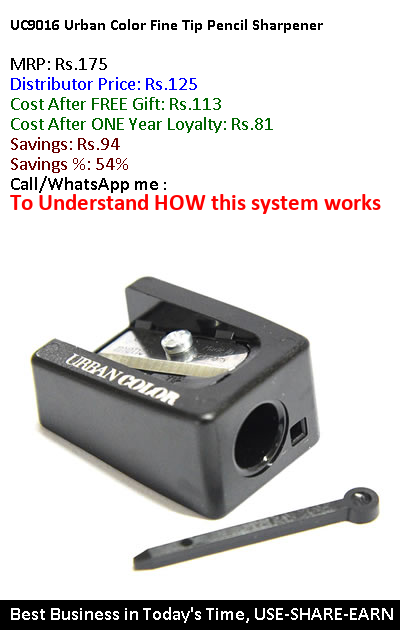 UC9016 Urban Color Fine Tip Pencil Sharpener
MRP: Rs.175
Distributor Price: Rs.125
Cost After FREE Gift: Rs.113
Cost After ONE Year Loyalty: Rs.81
Savings: Rs.94
Savings %: 54%
Call/WhatsApp me :
To Understand HOW this system works
URBAN COLOR
Best Business in Today's Time, USE-SHARE-EARN